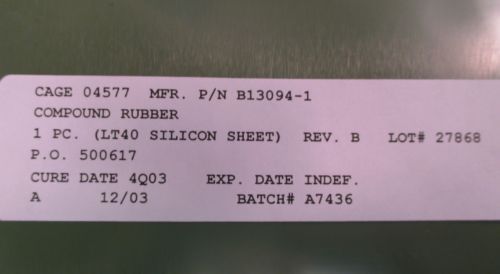 CAGE 04577 MFR. P/N B13094-1
COMPOUND RUBBER
1 PC. (LT40 SILICON SHEET) REV. B LOT# 27868
P.O. 500617
CURE DATE 4Q03 EXP. DATE INDEF.
A 12/03 BATCH# A7436